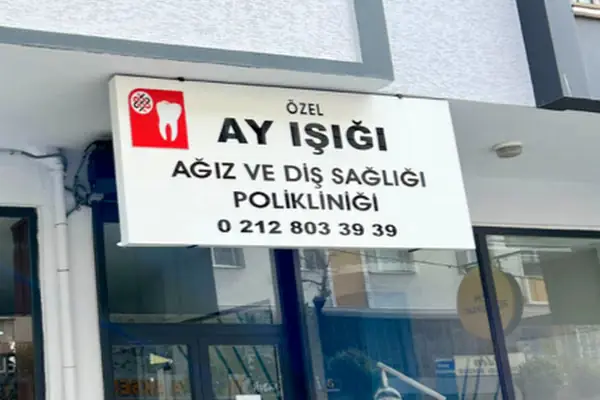 ÖZEL
AY IŞIĞI
AĞIZ VE DİŞ SAĞLIĞI
POLİKLİNİĞİ
0 212 803 39 39